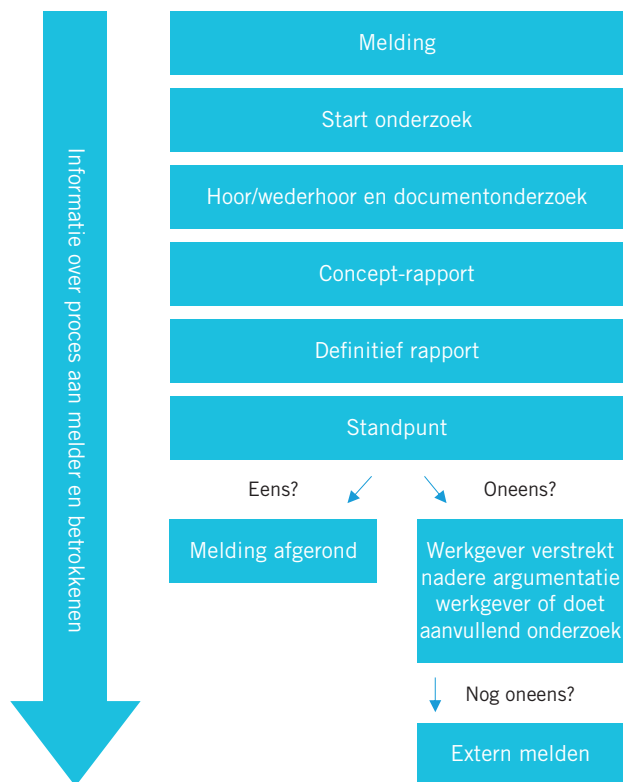 Informatie over proces aan melder en betrokkenen
Melding
Start onderzoek
Hoor/wederhoor en documentonderzoek
Concept-rapport
Definitief rapport
Standpunt
Eens?
Oneens?
Melding afgerond
Werkgever verstrekt
nadere argumentatie
werkgever of doet
aanvullend onderzoek
Nog oneens?
Extern melden